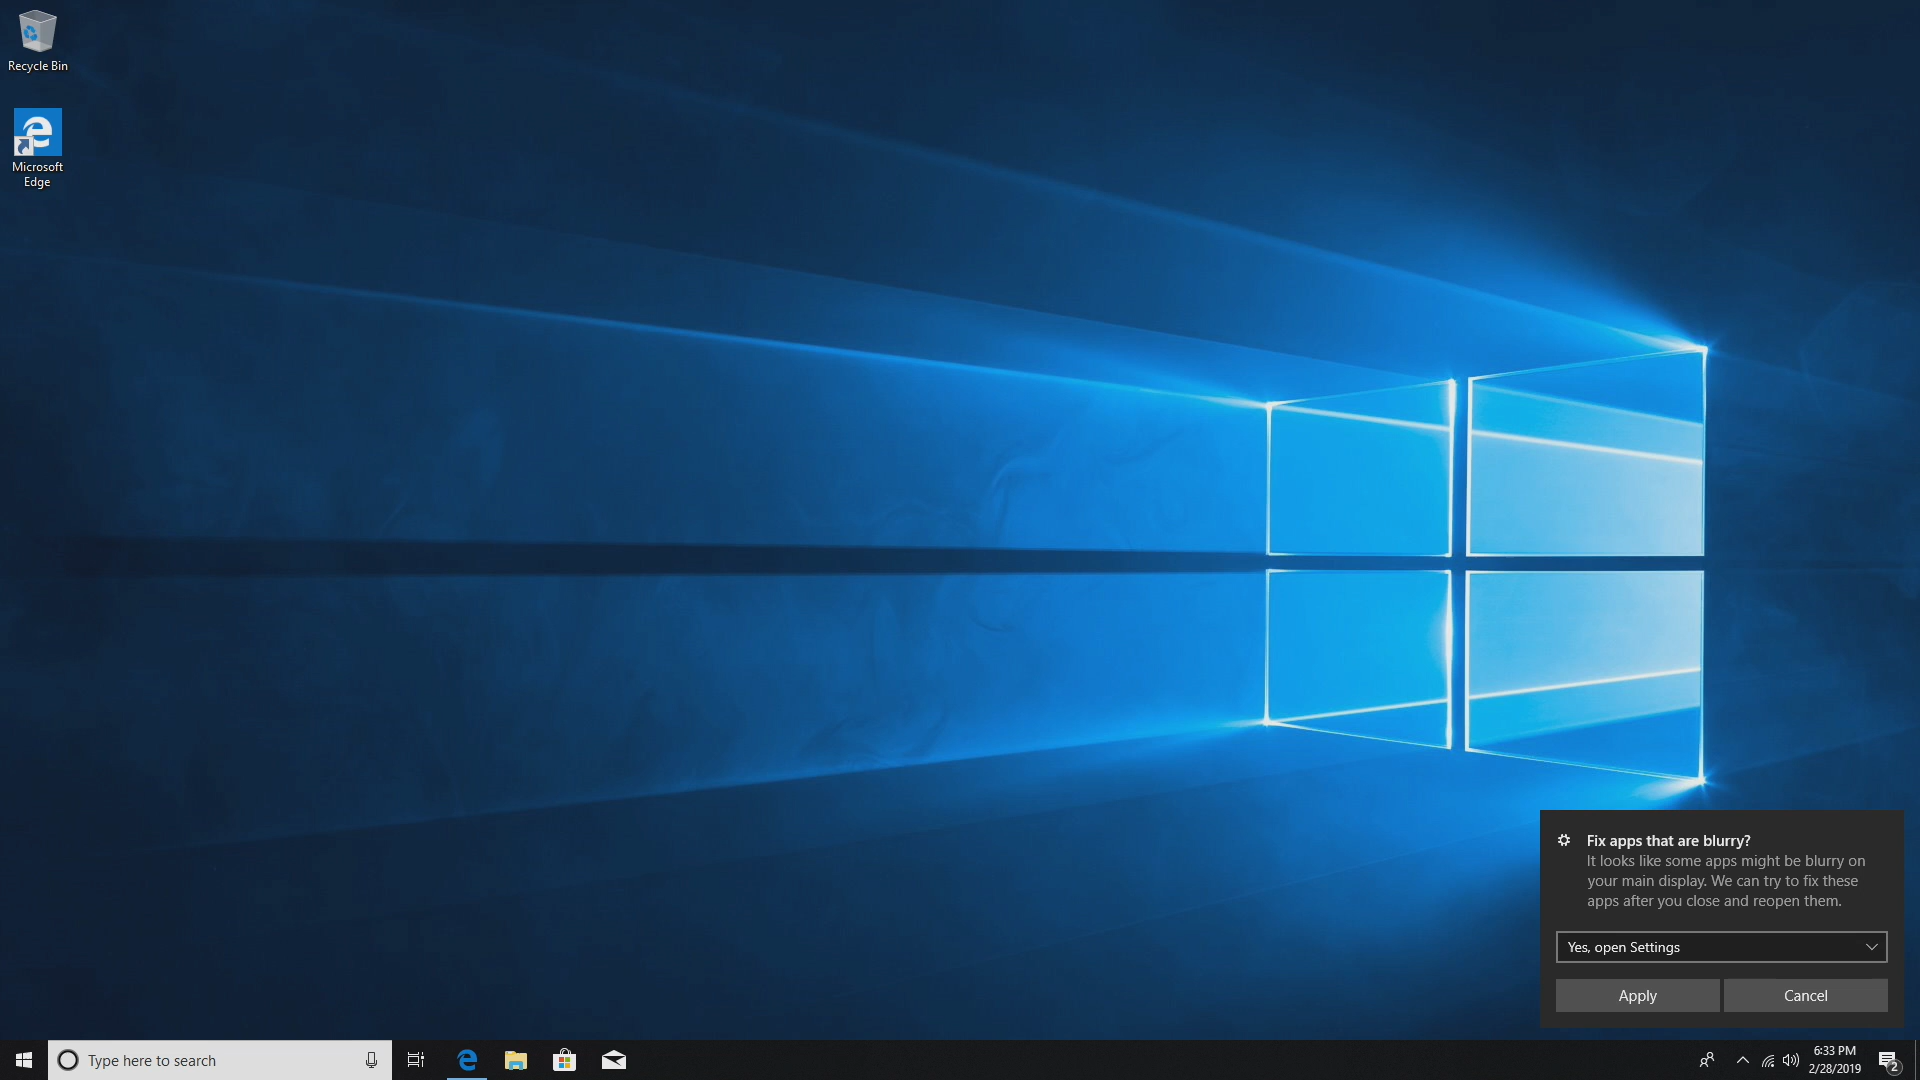 Recycle Bin
Microsoft
Edge
Fix apps that are blurry?
It looks like some apps might be blurry on
your main display. We can try to fix these
apps after you close and reopen them.
Yes, open Settings
Apply
Cancel
Type here to search
6:33 PM
2/28/2019
2